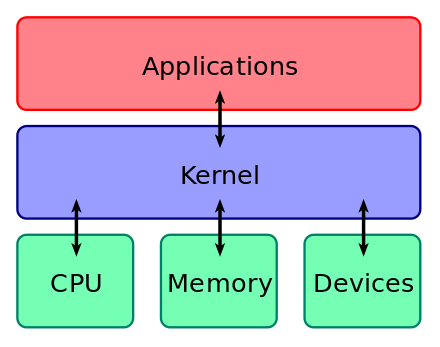 Applications
Kernel
CPU
Memory
Devices